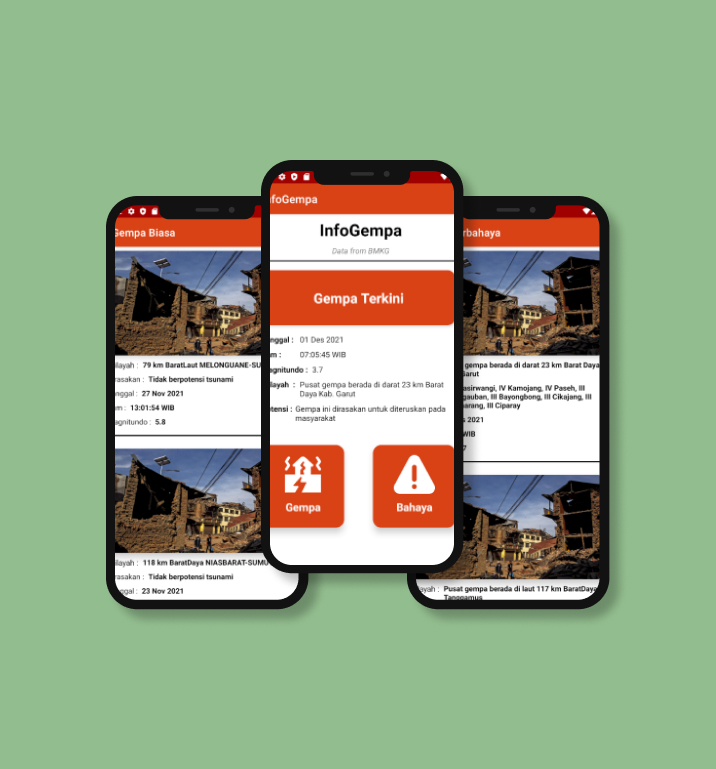 Gempa Biasa
ilayah : 79 km BaratLaut MELONGUANE-SU
rasakan : Tidak berpotensi tsunami
nggal : 27 Nov 2021
m : 13:01:54 WIB
agnitundo : 5.8
ilayah : 118 km BaratDaya NIASBARAT-SUMU
rasakan : Tidak berpotensi tsunami
nggal : 23 Nov 2021
nfoGempa
InfoGempa
Data from BMKG
Gempa Terkini
nggal : 01 Des 2021
m : 07:05:45 WIB
agnitundo : 3.7
ilayah : Pusat gempa berada di darat 23 km Barat
Daya Kab. Garut
tensi : Gempa ini dirasakan untuk diteruskan pada
masyarakat
Gempa
Bahaya
rbahaya
gempa berada di darat 23 km Barat Daya
Garut
asirwangi, IV Kamojang, IV Paseh, III
gauban, III Bayongbong, III Cikajang, III
arang, III Ciparay
s 2021
WIB
7
ayah : Pusat gempa berada di laut 117 km BaratDaya
Tanggamus